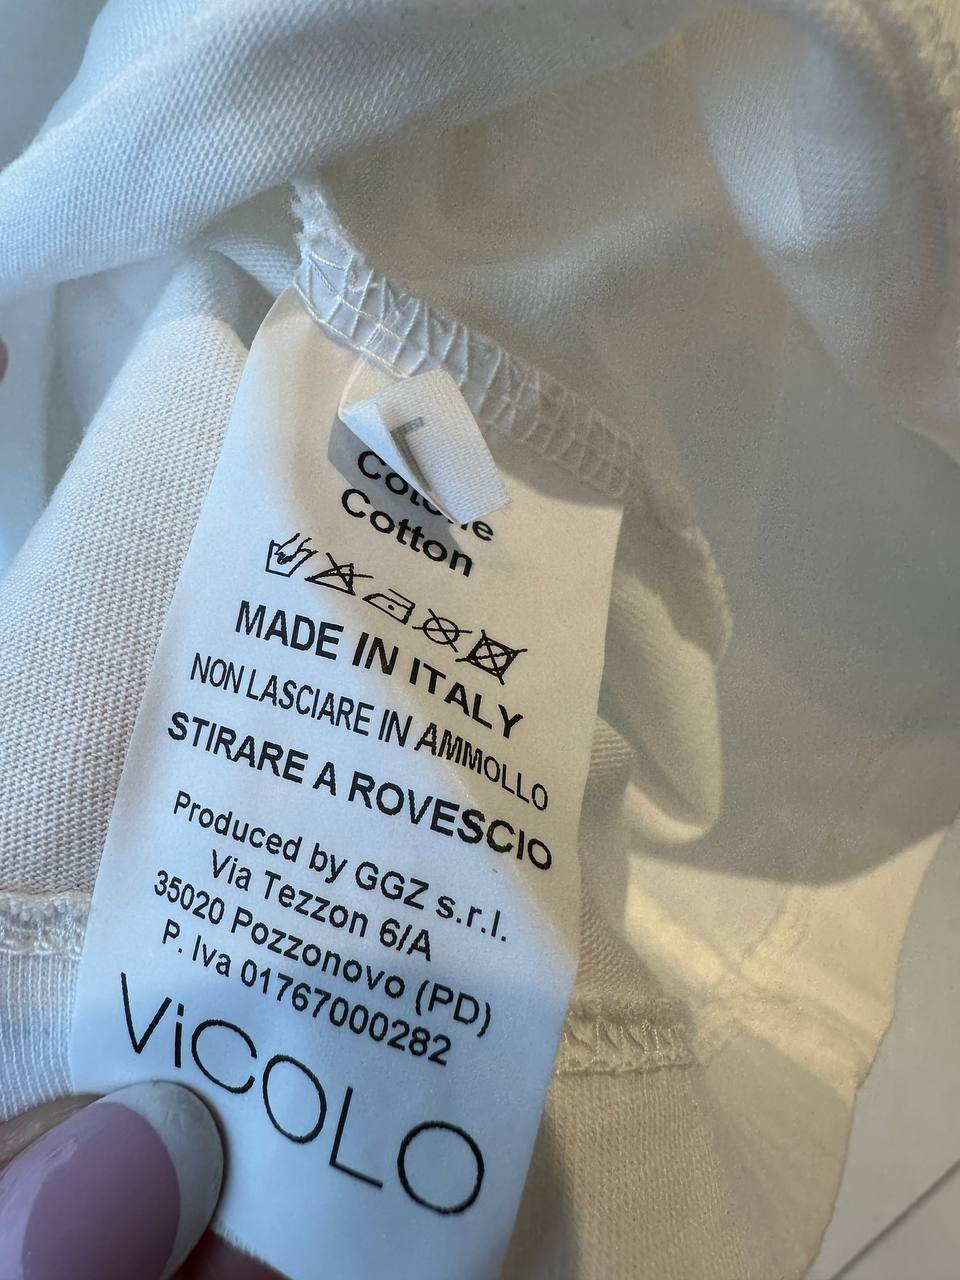 Cotton
MADE IN ITALY
NON LASCIARE IN AMMOLLO
STIRARE A ROVESCIO
Produced by GGZ s.r.l.
Via Tezzon 6/A
35020 Pozzonovo (PD)
P. Iva 01767000282
ViCOLO